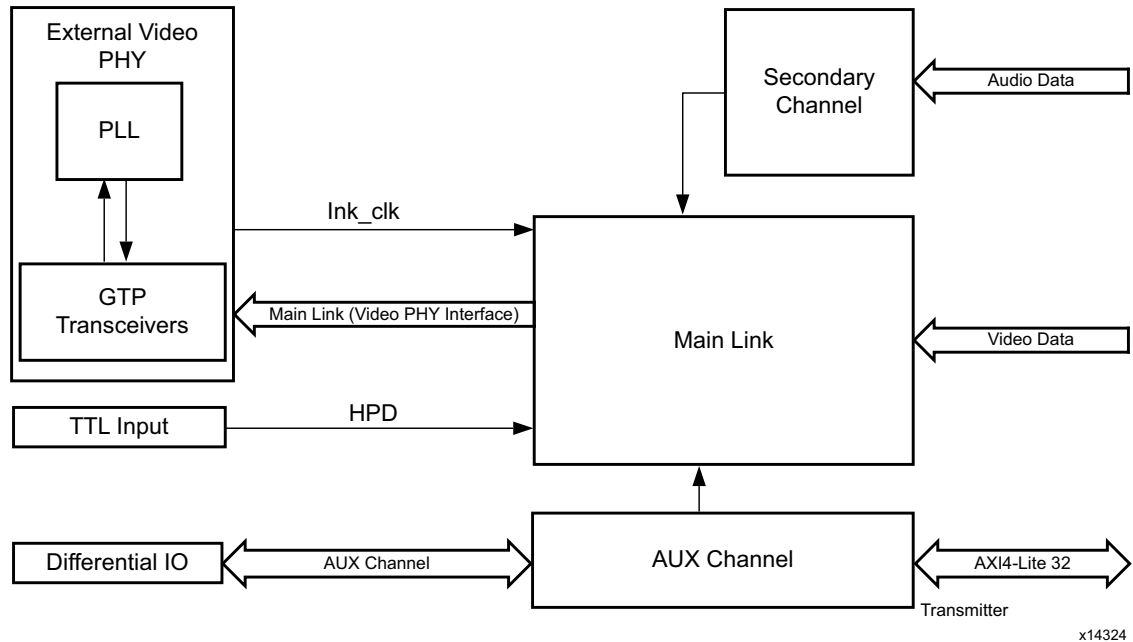 External Video
PHY
PLL
GTP
Transceivers
Secondary
Channel
Audio Data
lnk_clk
Main Link (Video PHY Interface)
Main Link
Video Data
TTL Input
HPD
Differential IO
AUX Channel
AUX Channel
AXI4-Lite 32
Transmitter
x14324